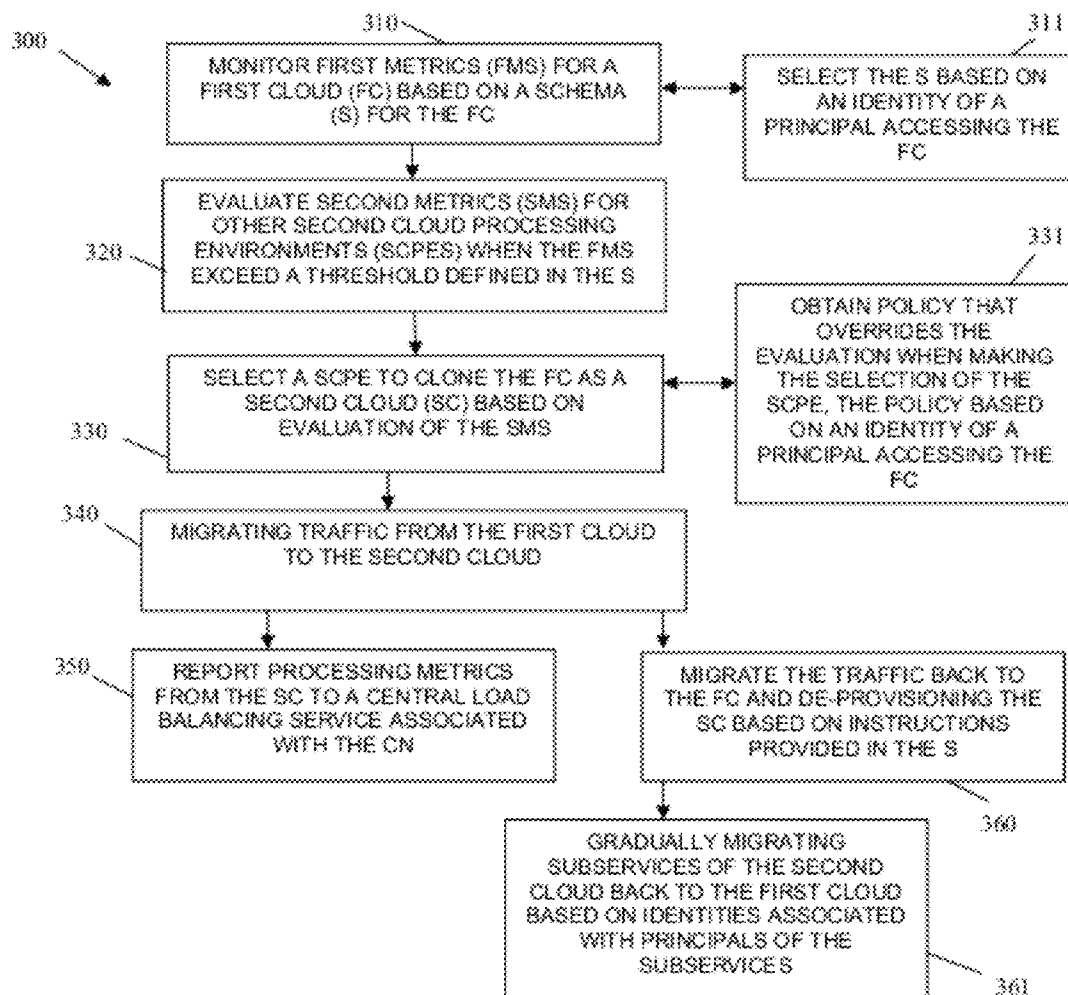 300
310
MONITOR FIRST METRICS (FMS) FOR A
FIRST CLOUD (FC) BASED ON A SCHEMA
(S) FOR THE FC
311
SELECT THE S BASED ON
AN IDENTITY OF A
PRINCIPAL ACCESSING THE
FC
320
EVALUATE SECOND METRICS (SMS) FOR
OTHER SECOND CLOUD PROCESSING
ENVIRONMENTS (SCPES) WHEN THE FMS
EXCEED A THRESHOLD DEFINED IN THE S
330
SELECT A SCPE TO CLONE THE FC AS A
SECOND CLOUD (SC) BASED ON
EVALUATION OF THE SMS
331
OBTAIN POLICY THAT
OVERRIDES THE
EVALUATION WHEN MAKING
THE SELECTION OF THE
SCPE, THE POLICY BASED
ON AN IDENTITY OF A
PRINCIPAL ACCESSING THE
FC
340
MIGRATING TRAFFIC FROM THE FIRST CLOUD
TO THE SECOND CLOUD
350
REPORT PROCESSING METRICS
FROM THE SC TO A CENTRAL LOAD
BALANCING SERVICE ASSOCIATED
WITH THE CN
MIGRATE THE TRAFFIC BACK TO
THE FC AND DE-PROVISIONING THE
SC BASED ON INSTRUCTIONS
PROVIDED IN THE S
360
GRADUALLY MIGRATING
SUBSERVICES OF THE SECOND
CLOUD BACK TO THE FIRST CLOUD
BASED ON IDENTITIES ASSOCIATED
WITH PRINCIPALS OF THE
SUBSERVICES
361